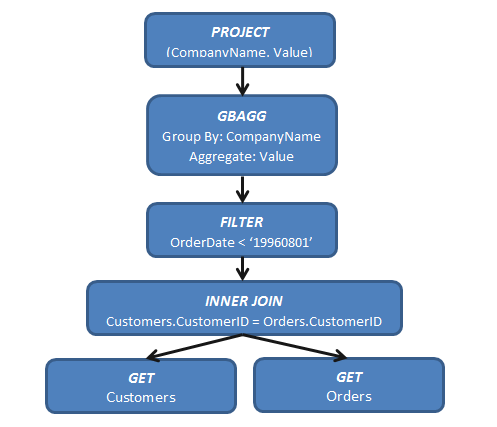 PROJECT
(CompanyName, Value)
GBAGG
Group By: CompanyName
Aggregate: Value
FILTER
OrderDate < ‘19960801’
INNER JOIN
Customers.CustomerID = Orders.CustomerID
GET
Customers
GET
Orders